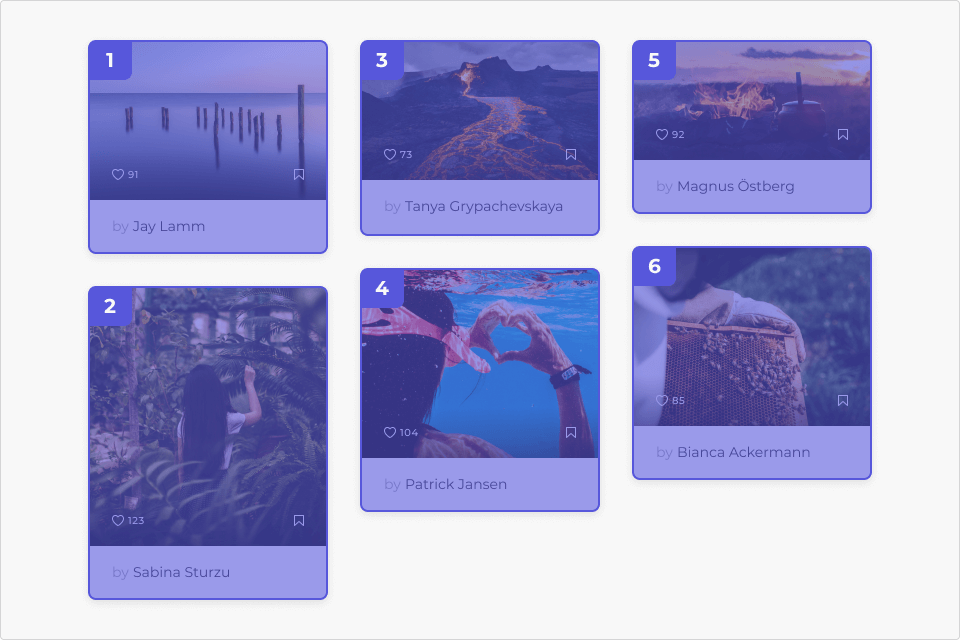 1
91
by Jay Lamm
2
123
by Sabina Sturzu
3
73
by Tanya Grypachevskaya
4
104
by Patrick Jansen
5
92
by Magnus Östberg
6
85
by Bianca Ackermann